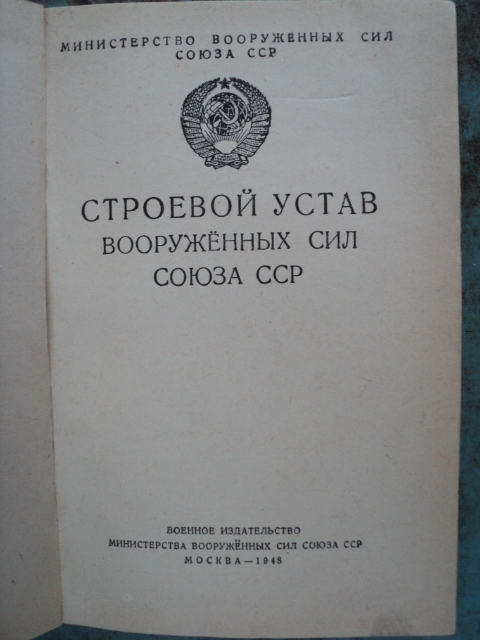 МИНИСТЕРСТВО ВООРУЖЕННЫХ СИЛ
СОЮЗА ССР
СТРОЕВОЙ УСТАВ
ВООРУЖЁННЫХ СИЛ
СОЮЗА ССР
ВОЕННОЕ ИЗДАТЕЛЬСТВО
МИНИСТЕРСТВА ВООРУЖЁННЫХ СИЛ СОЮЗА ССР
МОСКВА — 1948